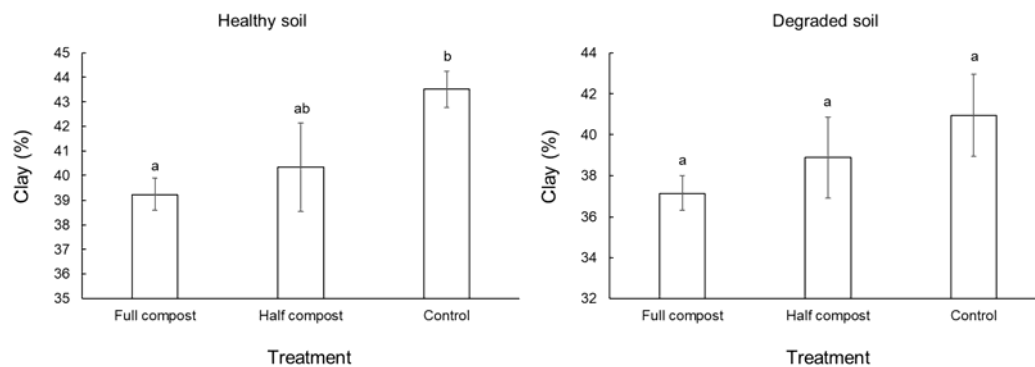 Healthy soil
Clay (%)
45
44
43
42
41
40
39
38
37
36
35
a
ab
b
Full compost
Half compost
Control
Treatment
Degraded soil
Clay (%)
44
42
40
38
36
34
32
a
a
a
Full compost
Half compost
Control
Treatment